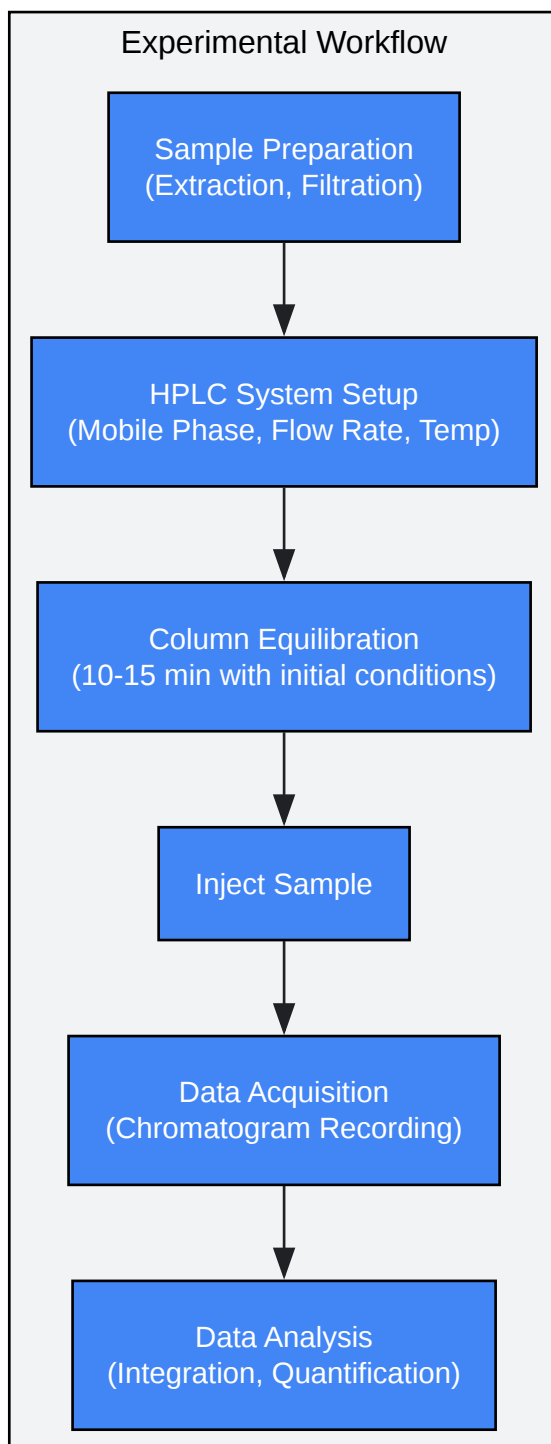 Experimental Workflow
Sample Preparation
(Extraction, Filtration)
HPLC System Setup
(Mobile Phase, Flow Rate, Temp)
Column Equilibration
(10-15 min with initial conditions)
Inject Sample
Data Acquisition
(Chromatogram Recording)
Data Analysis
(Integration, Quantification)